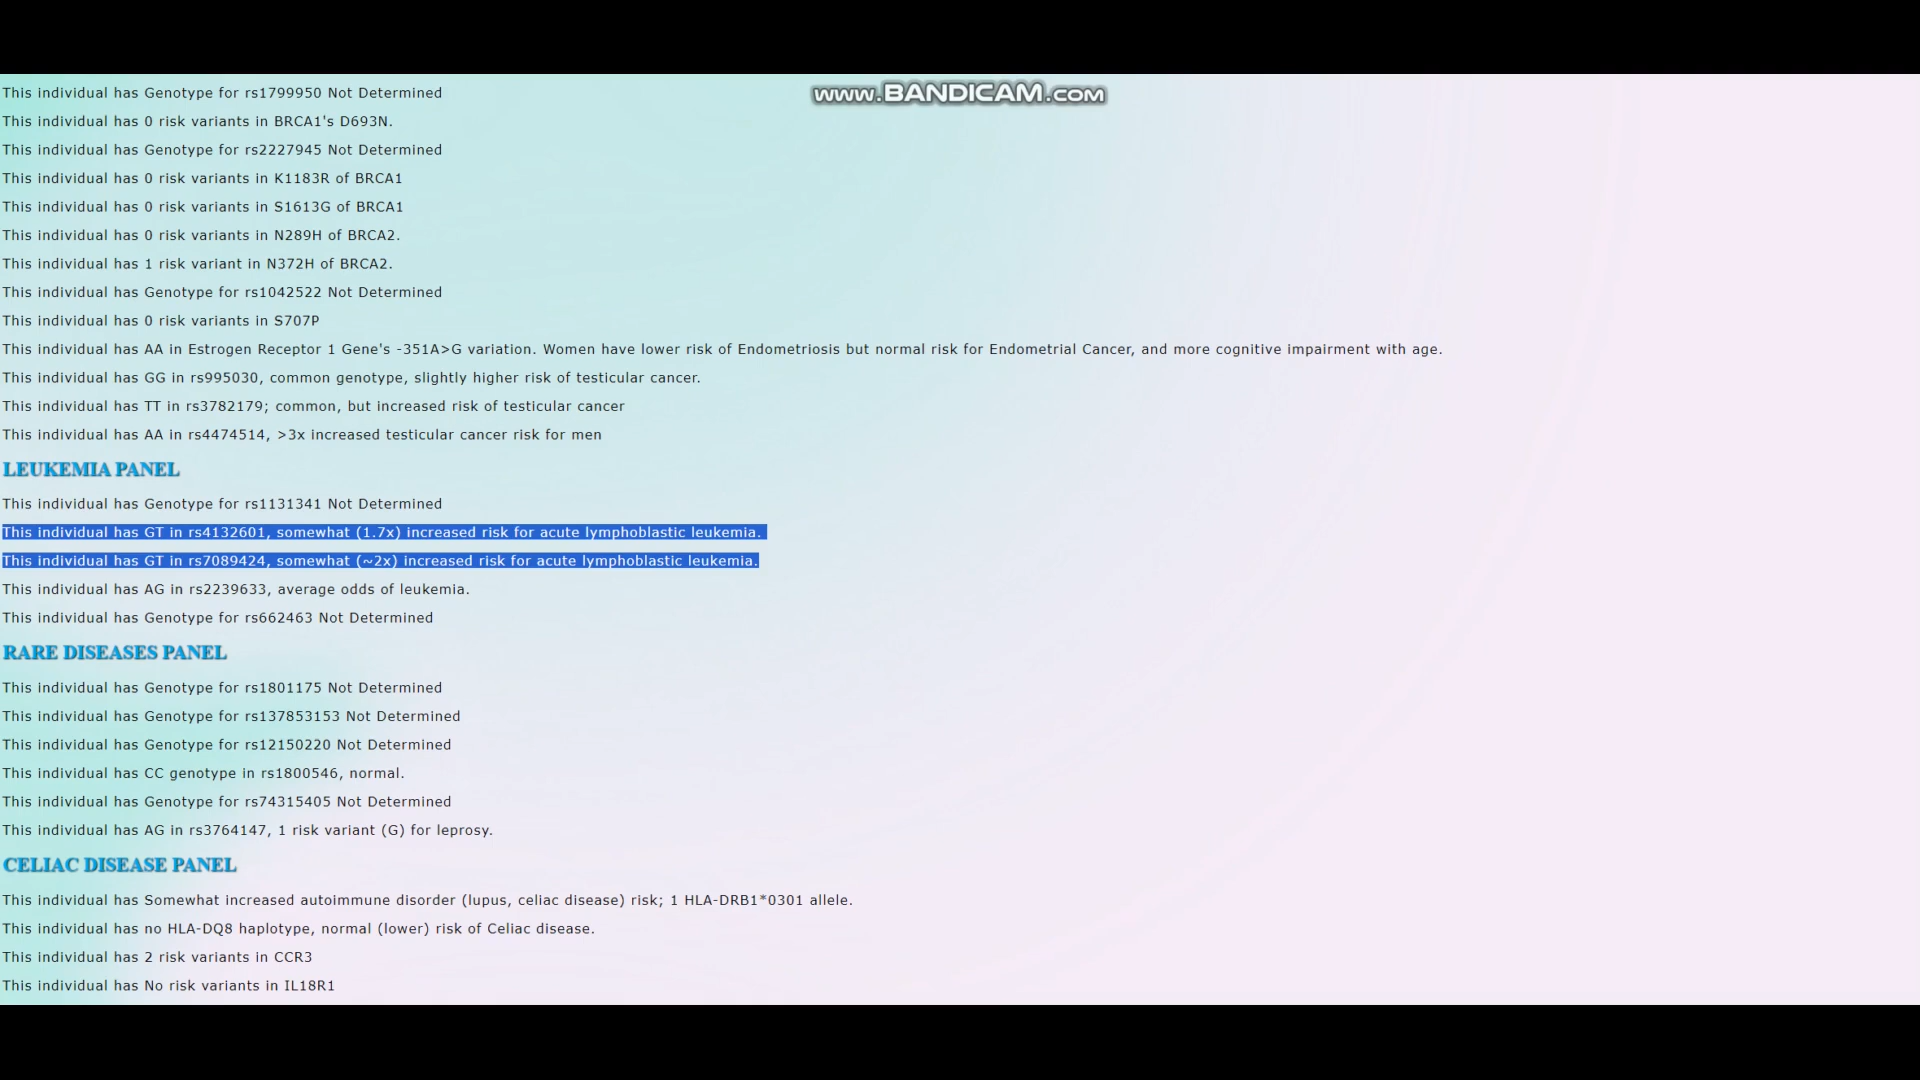 www.BANDICAM.com
This individual has Genotype for rs1799950 Not Determined
This individual has 0 risk variants in BRCA1's D693N.
This individual has Genotype for rs2227945 Not Determined
This individual has 0 risk variants in K1183R of BRCA1
This individual has 0 risk variants in S1613G of BRCA1
This individual has 0 risk variants in N289H of BRCA2.
This individual has 1 risk variant in N372H of BRCA2.
This individual has Genotype for rs1042522 Not Determined
This individual has 0 risk variants in S707P
This individual has AA in Estrogen Receptor 1 Gene's -351A>G variation. Women have lower risk of Endometriosis but normal risk for Endometrial Cancer, and more cognitive impairment with age.
This individual has GG in rs995030, common genotype, slightly higher risk of testicular cancer.
This individual has TT in rs3782179; common, but increased risk of testicular cancer
This individual has AA in rs4474514, >3x increased testicular cancer risk for men
LEUKEMIA PANEL
This individual has Genotype for rs1131341 Not Determined
This individual has GT in rs4132601, somewhat (1.7x) increased risk for acute lymphoblastic leukemia.
This individual has GT in rs7089424, somewhat (~2x) increased risk for acute lymphoblastic leukemia.
This individual has AG in rs2239633, average odds of leukemia.
This individual has Genotype for rs662463 Not Determined
RARE DISEASES PANEL
This individual has Genotype for rs1801175 Not Determined
This individual has Genotype for rs137853153 Not Determined
This individual has Genotype for rs12150220 Not Determined
This individual has CC genotype in rs1800546, normal.
This individual has Genotype for rs74315405 Not Determined
This individual has AG in rs3764147, 1 risk variant (G) for leprosy.
CELIAC DISEASE PANEL
This individual has Somewhat increased autoimmune disorder (lupus, celiac disease) risk; 1 HLA-DRB1*0301 allele.
This individual has no HLA-DQ8 haplotype, normal (lower) risk of Celiac disease.
This individual has 2 risk variants in CCR3
This individual has No risk variants in IL18R1